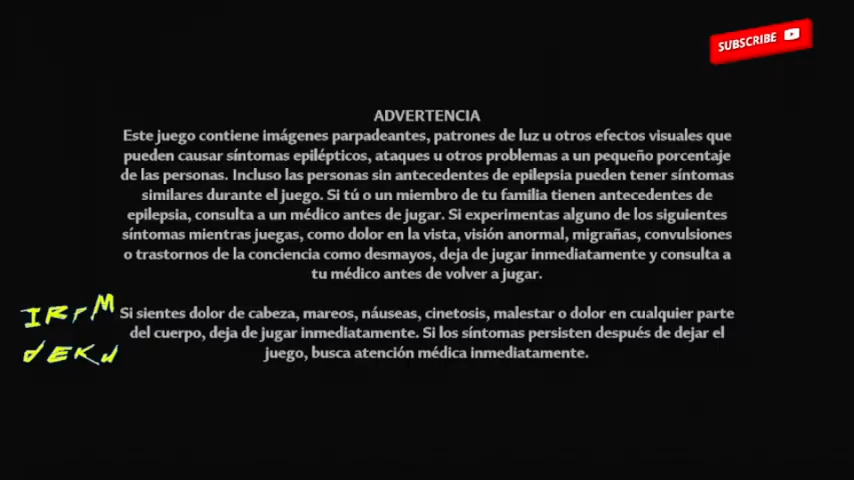 SUBSCRIBE
ADVERTENCIA
Este juego contiene imágenes parpadeantes, patrones de luz u otros efectos visuales que
pueden causar síntomas epilépticos, ataques u otros problemas a un pequeño porcentaje
de las personas. Incluso las personas sin antecedentes de epilepsia pueden tener síntomas
similares durante el juego. Si tú o un miembro de tu familia tienen antecedentes de
epilepsia, consulta a un médico antes de jugar. Si experimentas alguno de los siguientes
síntomas mientras juegas, como dolor en la vista, visión anormal, migrañas, convulsiones
o trastornos de la conciencia como desmayos, deja de jugar inmediatamente y consulta a
tu médico antes de volver a jugar.
Si sientes dolor de cabeza, mareos, náuseas, cinetosis, malestar o dolor en cualquier parte
del cuerpo, deja de jugar inmediatamente. Si los síntomas persisten después de dejar el
juego, busca atención médica inmediatamente.
dEKU